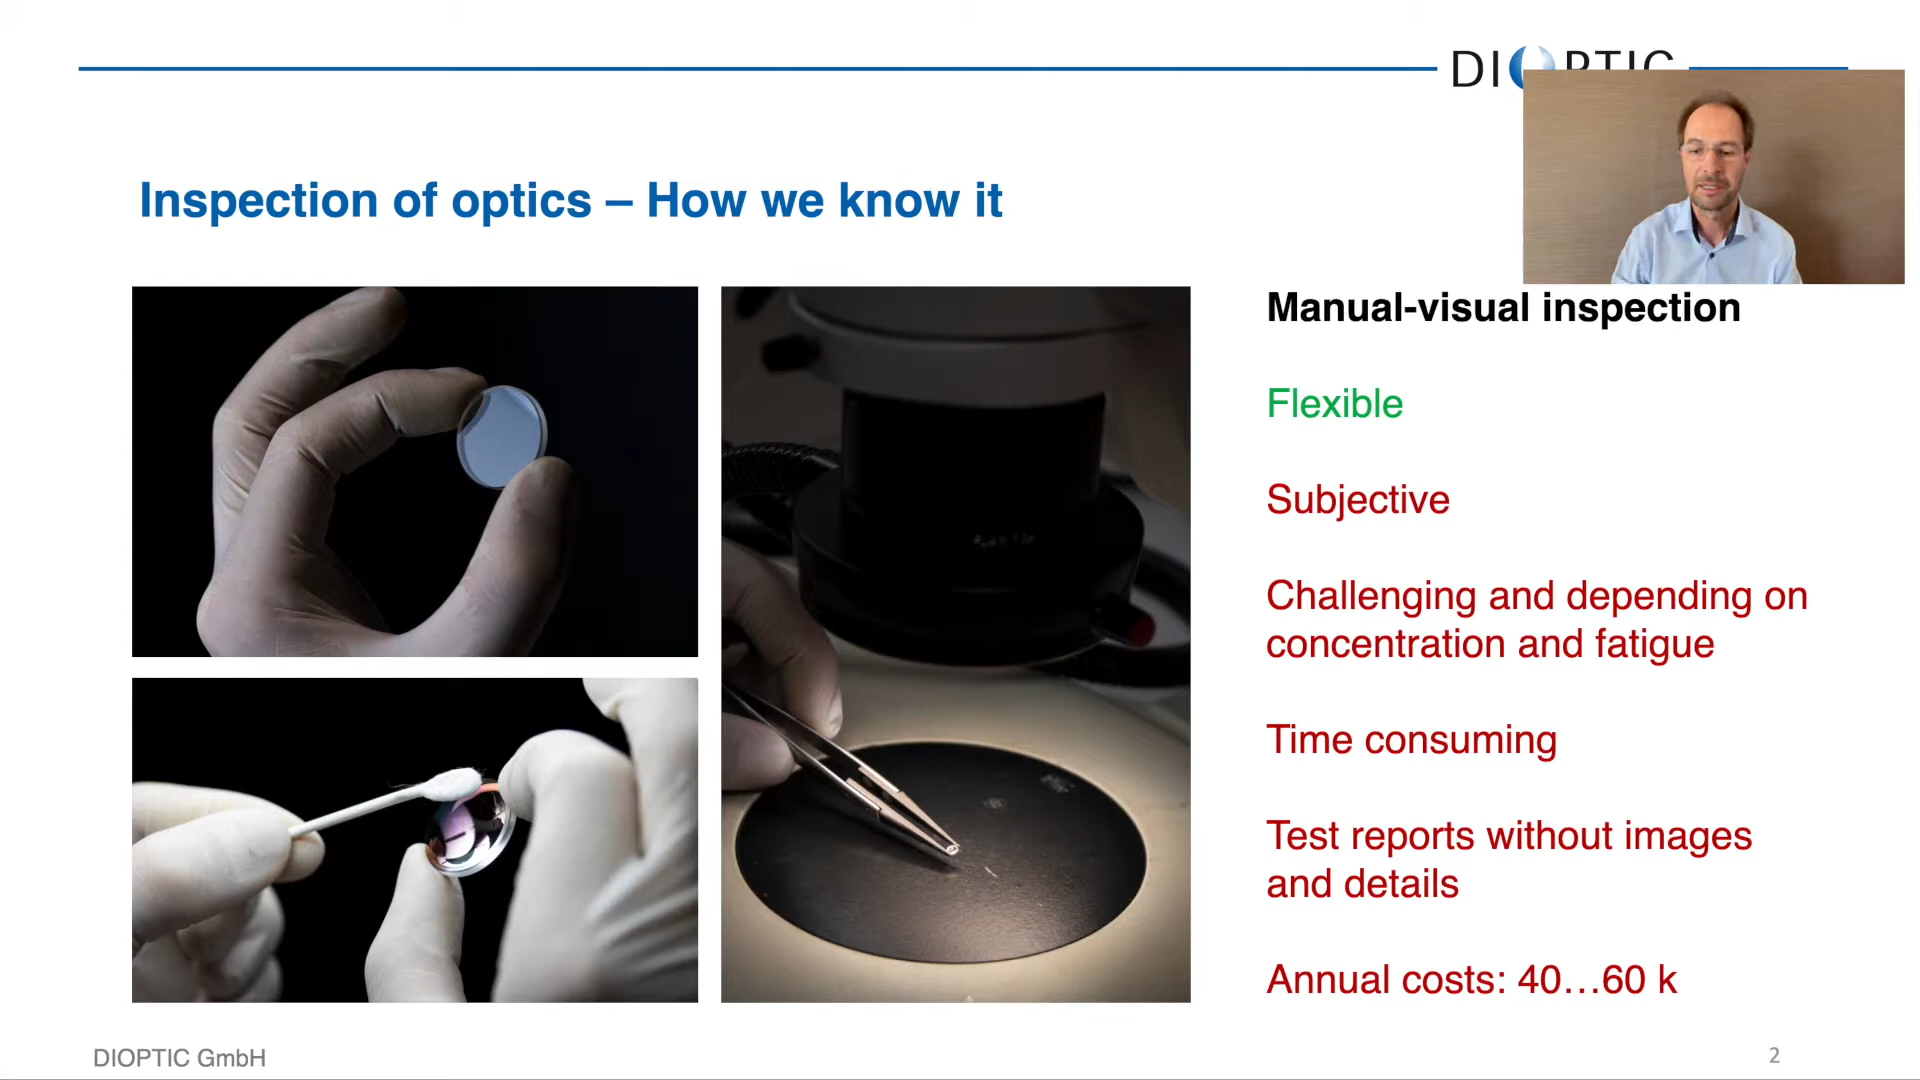 DIOPTIC
Inspection of optics – How we know it
Manual-visual inspection
Flexible
Subjective
Challenging and depending on
concentration and fatigue
Time consuming
Test reports without images
and details
Annual costs: 40…60 k
DIOPTIC GmbH
2